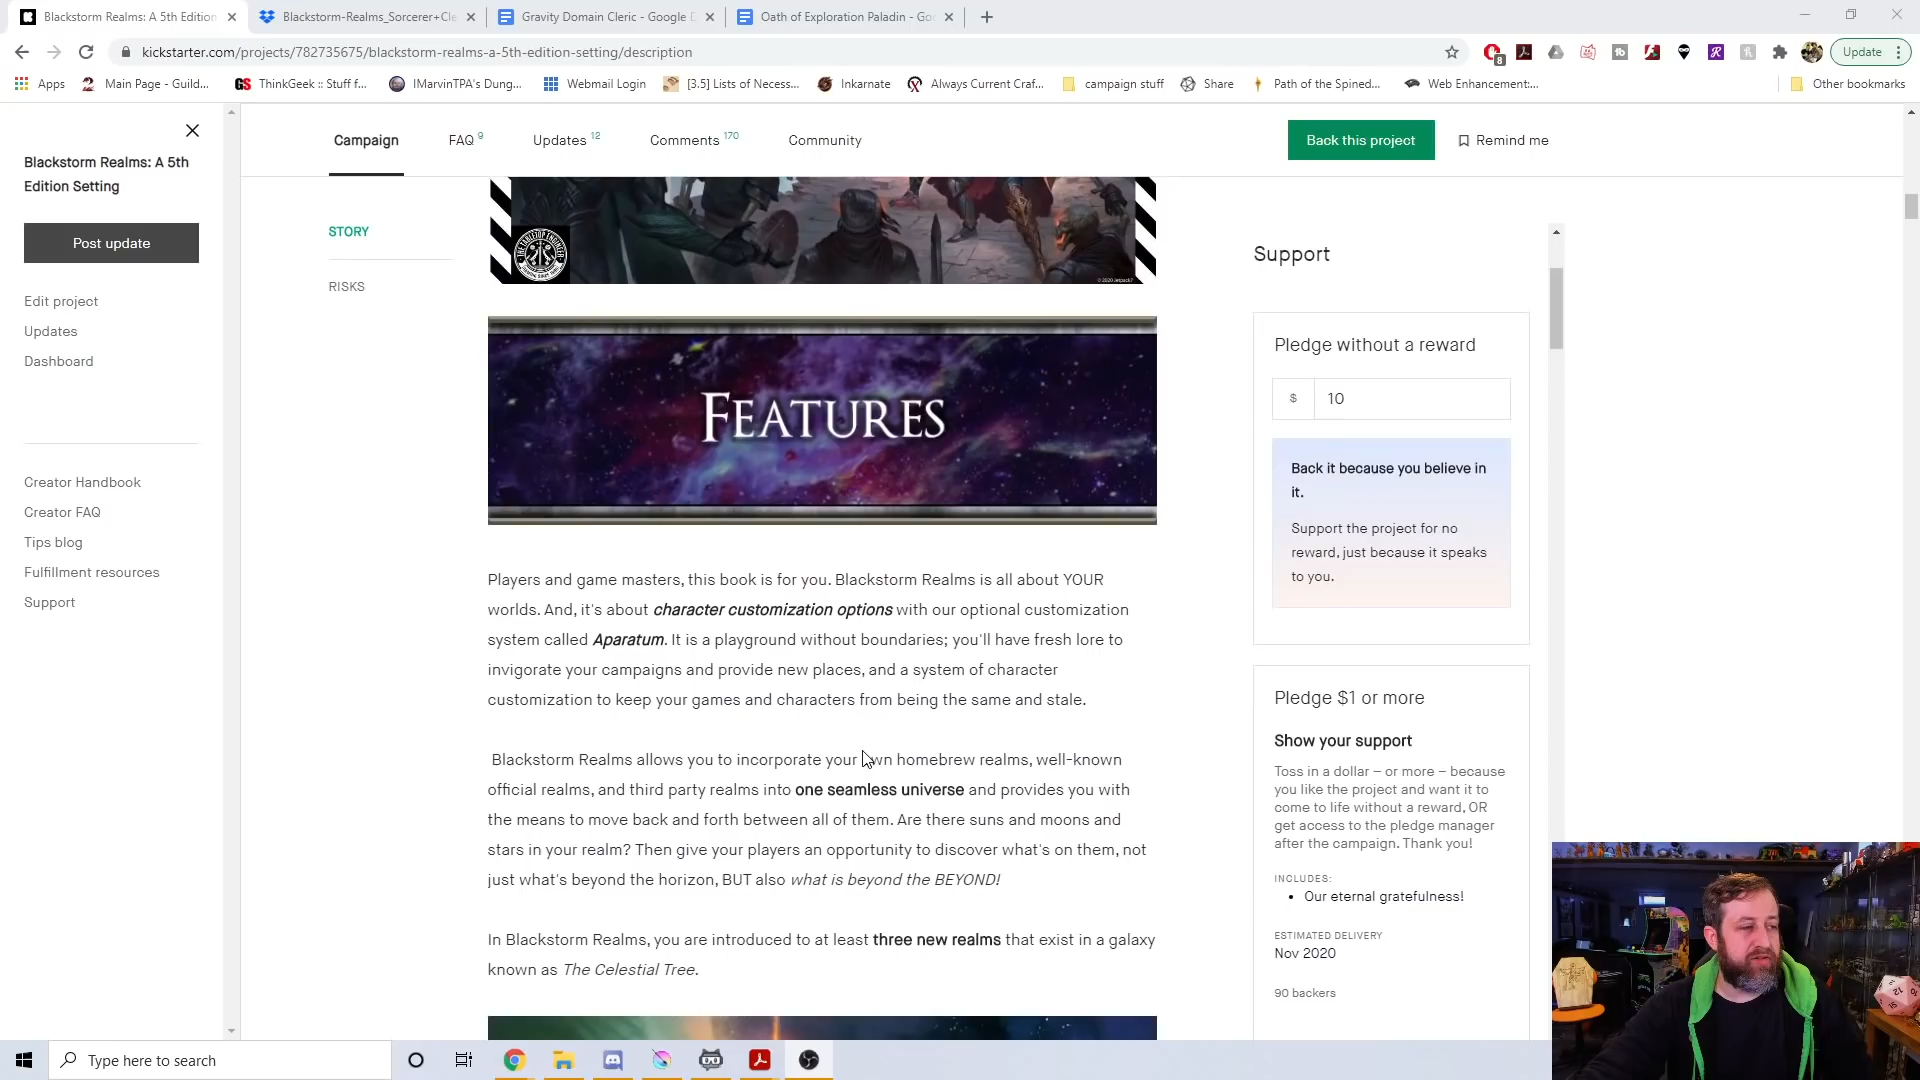 Blackstorm Realms: A 5th Edition
Blackstorm-Realms_Sorcerer+Cle
Gravity Domain Cleric - Google D
Oath of Exploration Paladin - Goo
kickstarter.com/projects/782735675/blackstorm-realms-a-5th-edition-setting/description
8
Update
Apps
Main Page - Guild...
GS
ThinkGeek :: Stuff f...
IMarvinTPA's Dung...
Webmail Login
[3.5] Lists of Necess...
Inkarnate
Always Current Craf...
campaign stuff
Share
Path of the Spined...
Web Enhancement:...
Other bookmarks
Blackstorm Realms: A 5th
Edition Setting
Post update
Edit project
Updates
Dashboard
Creator Handbook
Creator FAQ
Tips blog
Fulfillment resources
Support
Campaign
FAQ 9
Updates 12
Comments 170
Community
Back this project
Remind me
STORY
RISKS
FEATURES
Players and game masters, this book is for you. Blackstorm Realms is all about YOUR
worlds. And, it's about character customization options with our optional customization
system called Aparatum. It is a playground without boundaries; you'll have fresh lore to
invigorate your campaigns and provide new places, and a system of character
customization to keep your games and characters from being the same and stale.
Blackstorm Realms allows you to incorporate your own homebrew realms, well-known
official realms, and third party realms into one seamless universe and provides you with
the means to move back and forth between all of them. Are there suns and moons and
stars in your realm? Then give your players an opportunity to discover what's on them, not
just what's beyond the horizon, BUT also what is beyond the BEYOND!
In Blackstorm Realms, you are introduced to at least three new realms that exist in a galaxy
known as The Celestial Tree.
Support
Pledge without a reward
$ 10
Back it because you believe in
it.
Support the project for no
reward, just because it speaks
to you.
Pledge $1 or more
Show your support
Toss in a dollar – or more – because
you like the project and want it to
come to life without a reward, OR
get access to the pledge manager
after the campaign. Thank you!
INCLUDES:
• Our eternal gratefulness!
ESTIMATED DELIVERY
Nov 2020
90 backers
Type here to search